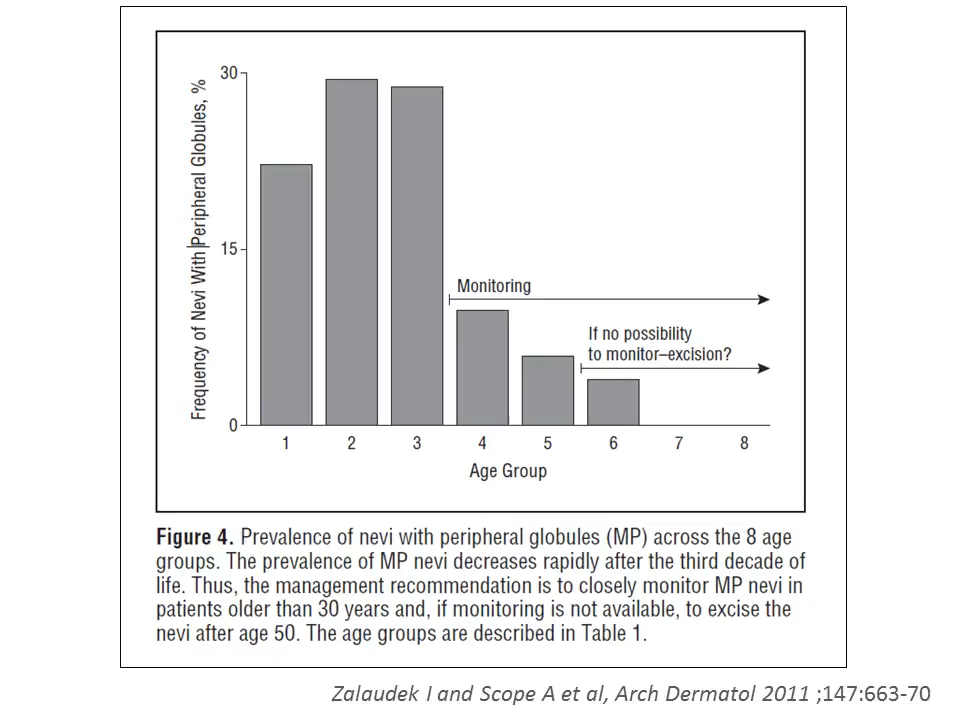 Frequency of Nevi With Peripheral Globules, %
30
15
0
Monitoring
If no possibility
to monitor–excision?
1 2 3 4 5 6 7 8
Age Group
Figure 4. Prevalence of nevi with peripheral globules (MP) across the 8 age
groups. The prevalence of MP nevi decreases rapidly after the third decade of
life. Thus, the management recommendation is to closely monitor MP nevi in
patients older than 30 years and, if monitoring is not available, to excise the
nevi after age 50. The age groups are described in Table 1.
Zalaudek I and Scope A et al, Arch Dermatol 2011 ;147:663-70